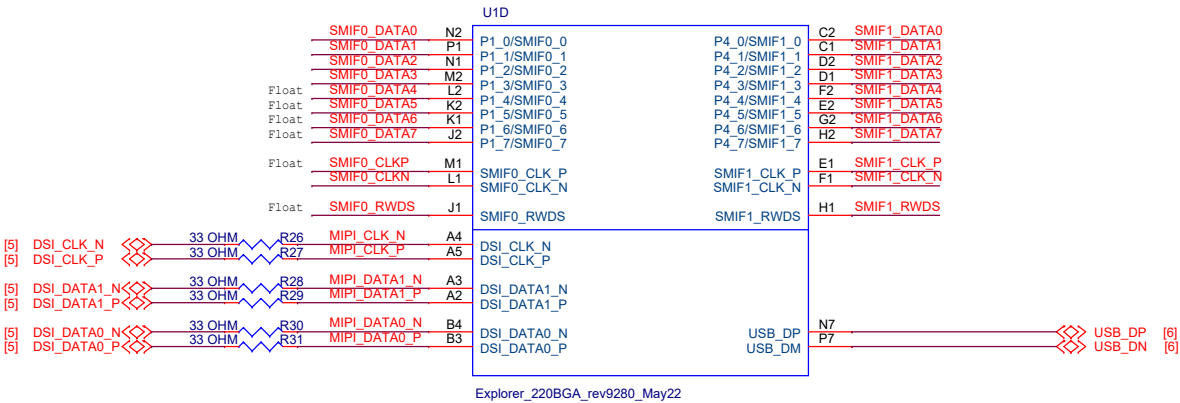 U1D
SMIF0_DATA0 N2 P1_0/SMIF0_0 P4_0/SMIF1_0 C2 SMIF1_DATA0
SMIF0_DATA1 P1 P1_1/SMIF0_1 P4_1/SMIF1_1 C1 SMIF1_DATA1
SMIF0_DATA2 N1 P1_2/SMIF0_2 P4_2/SMIF1_2 D2 SMIF1_DATA2
SMIF0_DATA3 M2 P1_3/SMIF0_3 P4_3/SMIF1_3 D1 SMIF1_DATA3
Float SMIF0_DATA4 L2 P1_4/SMIF0_4 P4_4/SMIF1_4 F2 SMIF1_DATA4
Float SMIF0_DATA5 K2 P1_5/SMIF0_5 P4_5/SMIF1_5 E2 SMIF1_DATA5
Float SMIF0_DATA6 K1 P1_6/SMIF0_6 P4_6/SMIF1_6 G2 SMIF1_DATA6
Float SMIF0_DATA7 J2 P1_7/SMIF0_7 P4_7/SMIF1_7 H2 SMIF1_DATA7
Float SMIF0_CLKP M1 SMIF0_CLK_P SMIF1_CLK_P E1 SMIF1_CLK_P
SMIF0_CLKN L1 SMIF0_CLK_N SMIF1_CLK_N F1 SMIF1_CLK_N
Float SMIF0_RWDS J1 SMIF0_RWDS SMIF1_RWDS H1 SMIF1_RWDS
[5] DSI_CLK_N 33 OHM R26 MIPI_CLK_N A4 DSI_CLK_N
[5] DSI_CLK_P 33 OHM R27 MIPI_CLK_P A5 DSI_CLK_P
[5] DSI_DATA1_N 33 OHM R28 MIPI_DATA1_N A3 DSI_DATA1_N
[5] DSI_DATA1_P 33 OHM R29 MIPI_DATA1_P A2 DSI_DATA1_P
[5] DSI_DATA0_N 33 OHM R30 MIPI_DATA0_N B4 DSI_DATA0_N USB_DP N7 USB_DP [6]
[5] DSI_DATA0_P 33 OHM R31 MIPI_DATA0_P B3 DSI_DATA0_P USB_DM P7 USB_DN [6]
Explorer_220BGA_rev9280_May22